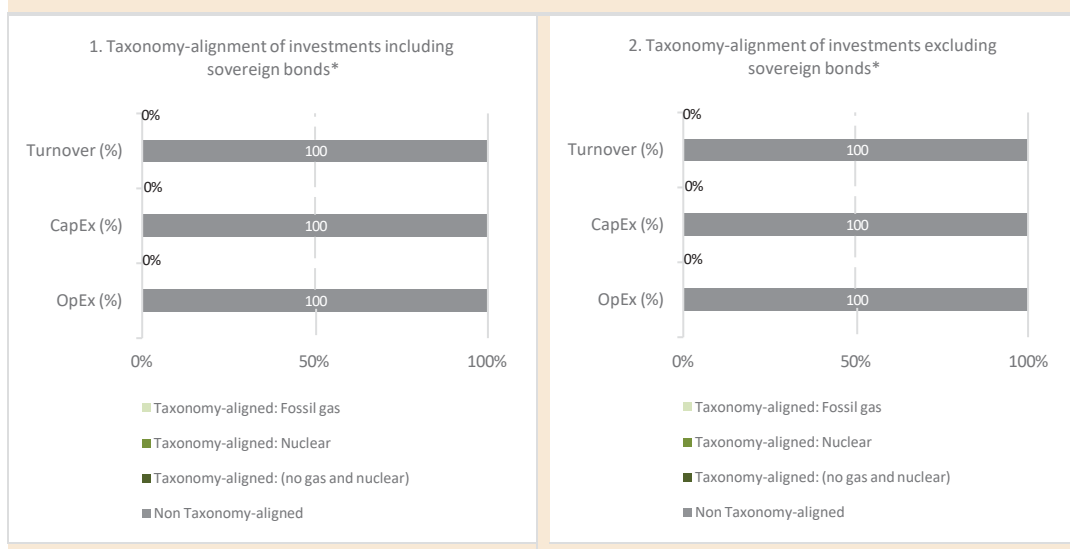 1. Taxonomy-alignment of investments including
sovereign bonds*
0%
Turnover (%)
100
0%
CapEx (%)
100
0%
OpEx (%)
100
0%
50%
100%
Taxonomy-aligned: Fossil gas
Taxonomy-aligned: Nuclear
Taxonomy-aligned: (no gas and nuclear)
Non Taxonomy-aligned
2. Taxonomy-alignment of investments excluding
sovereign bonds*
0%
Turnover (%)
100
0%
CapEx (%)
100
0%
OpEx (%)
100
0%
50%
100%
Taxonomy-aligned: Fossil gas
Taxonomy-aligned: Nuclear
Taxonomy-aligned: (no gas and nuclear)
Non Taxonomy-aligned